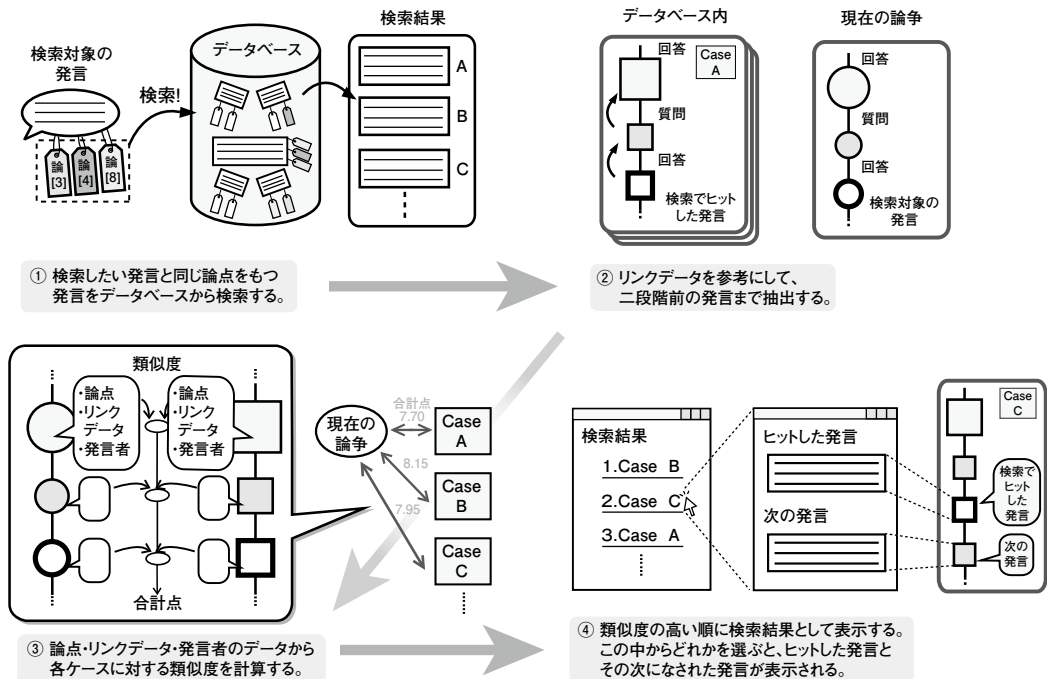 検索対象の
発言
検索!
論
[3]
論
[4]
論
[8]
データベース
検索結果
A
B
C
① 検索したい発言と同じ論点をもつ
発言をデータベースから検索する。
データベース内
回答
Case
A
質問
回答
検索でヒット
した発言
現在の論争
回答
質問
回答
検索対象の
発言
② リンクデータを参考にして、
二段階前の発言まで抽出する。
類似度
・論点
・リンク
データ
・発言者
・論点
・リンク
データ
・発言者
合計点
現在の
論争
合計点
7.70
8.15
7.95
Case
A
Case
B
Case
C
③ 論点・リンクデータ・発言者のデータから
各ケースに対する類似度を計算する。
検索結果
1.Case B
2.Case C
3.Case A
ヒットした発言
次の発言
Case
C
検索で
ヒット
した
発言
次の
発言
④ 類似度の高い順に検索結果として表示する。
この中からどれかを選ぶと、ヒットした発言と
その次になされた発言が表示される。